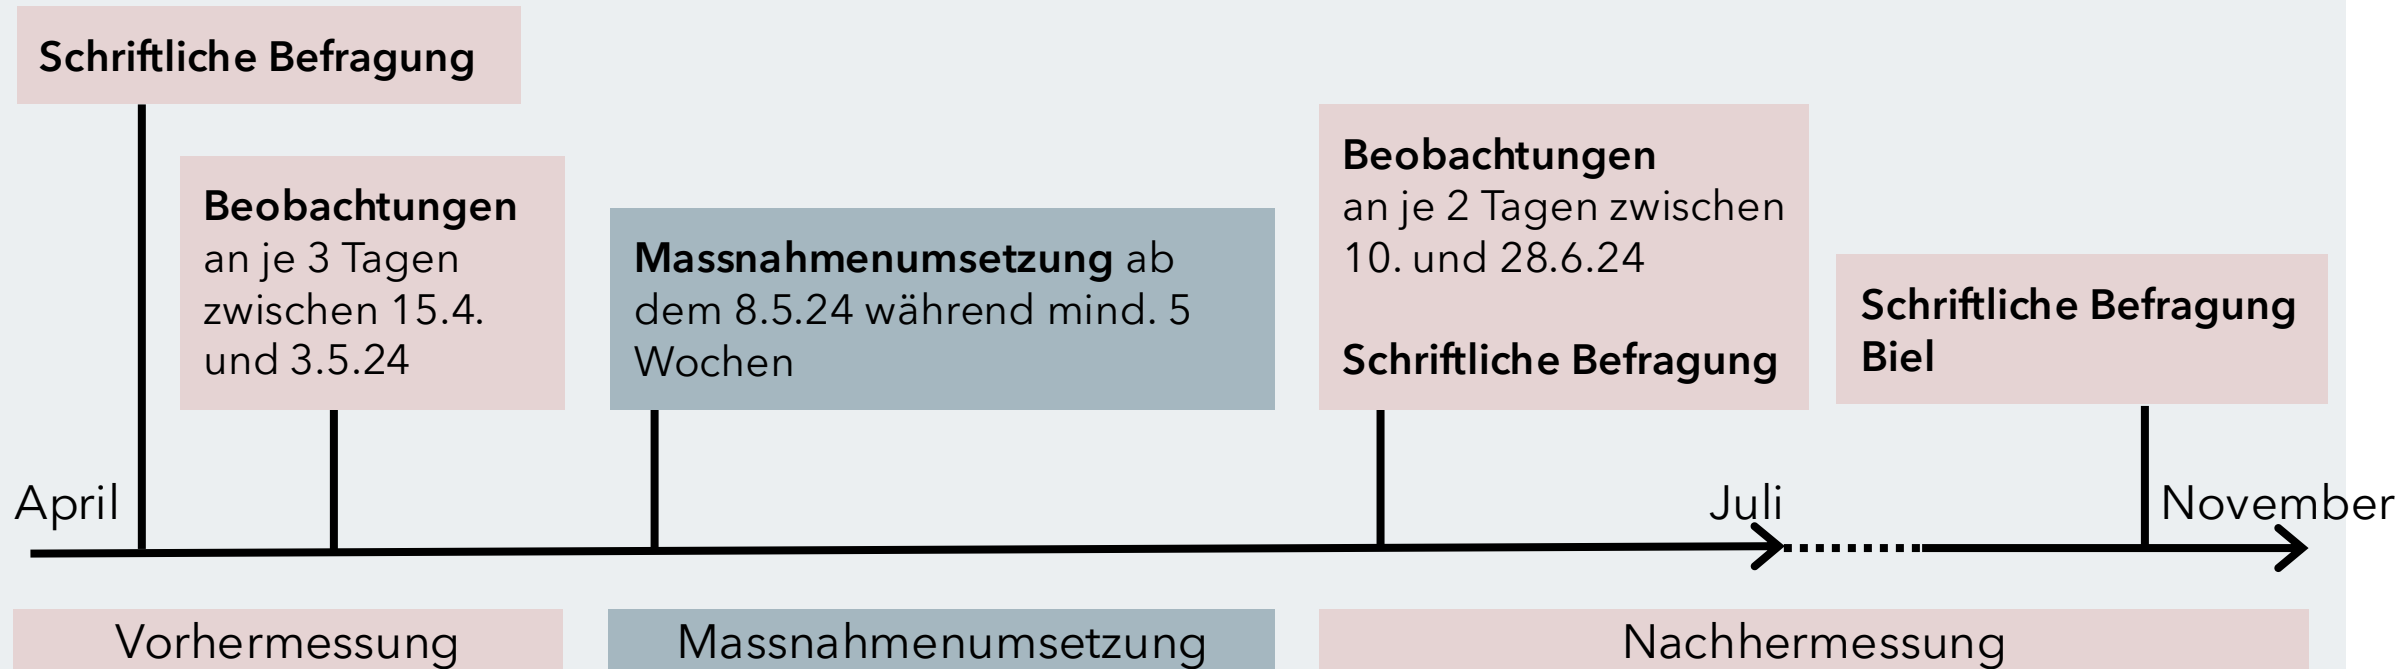 Schriftliche Befragung
Beobachtungen
an je 3 Tagen
zwischen 15.4.
und 3.5.24
Massnahmenumsetzung ab
dem 8.5.24 während mind. 5
Wochen
Beobachtungen
an je 2 Tagen zwischen
10. und 28.6.24
Schriftliche Befragung
Schriftliche Befragung
Biel
April
Juli
November
Vorhermessung
Massnahmenumsetzung
Nachhermessung